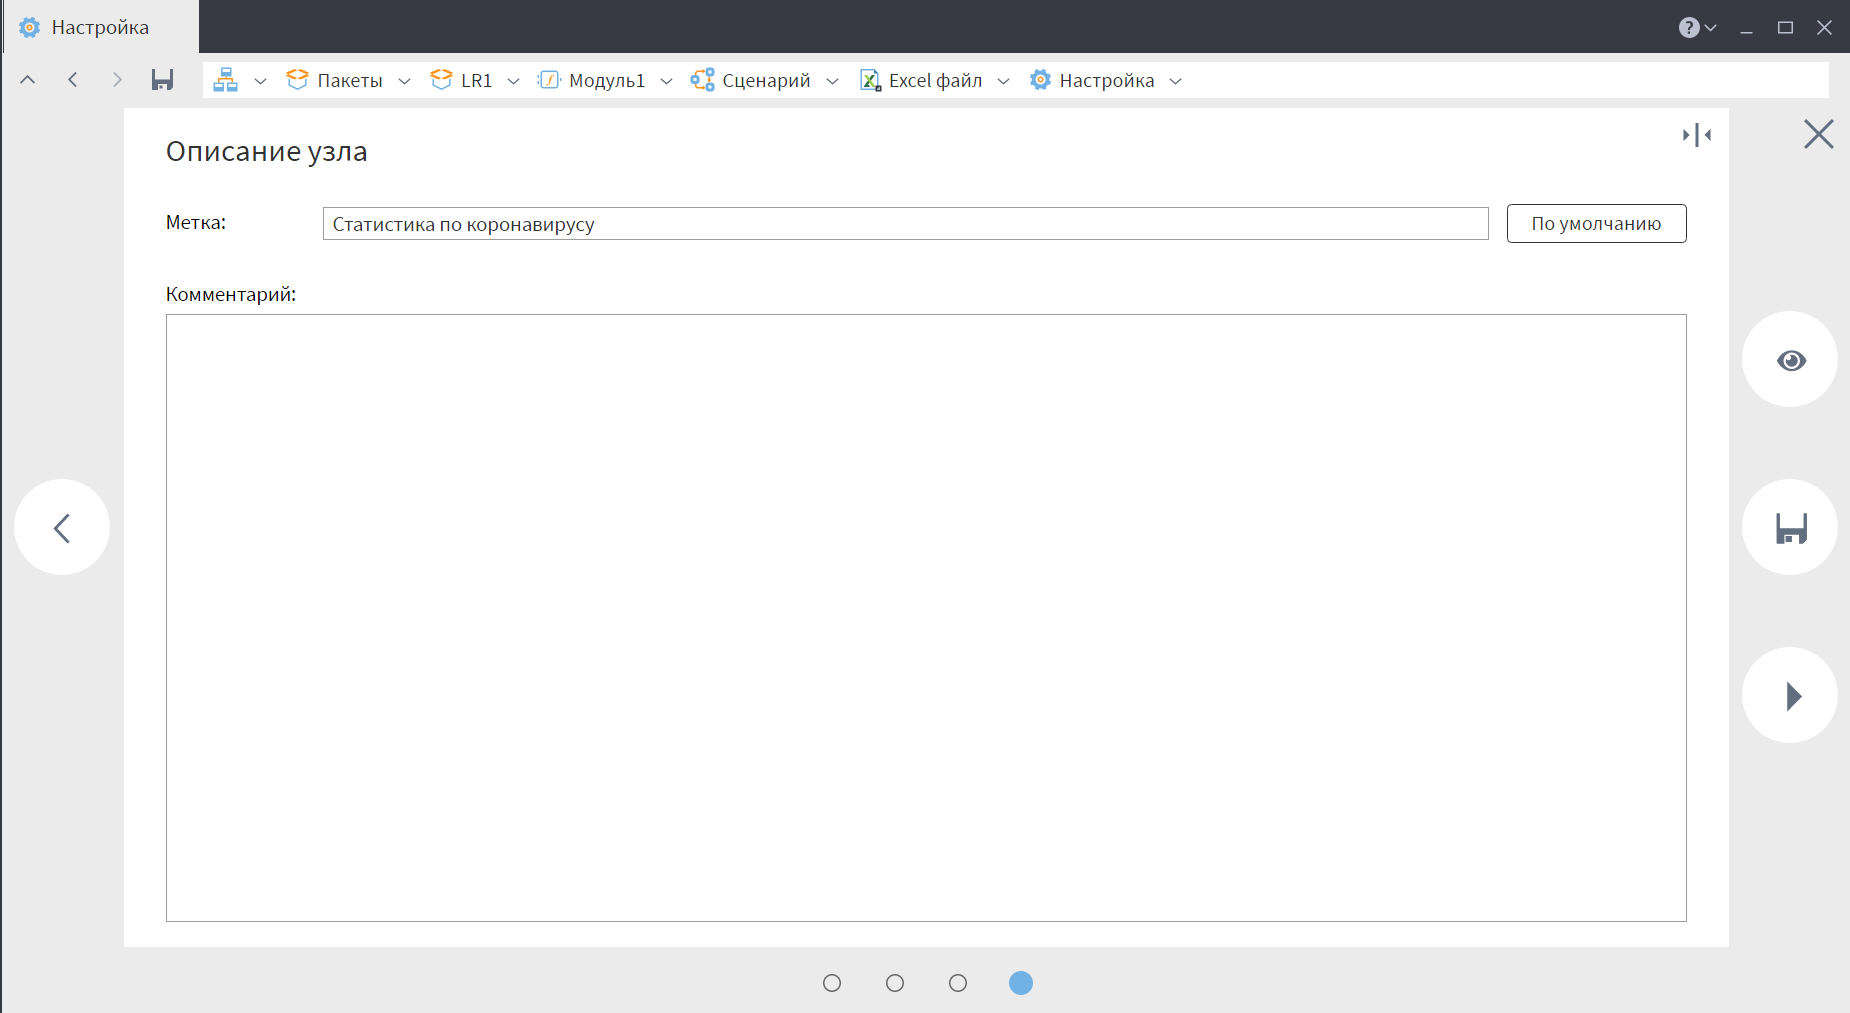 Настройка
Пакеты LR1 Модуль1 Сценарий Excel файл Настройка
Описание узла
Метка: Статистика по коронавирусу По умолчанию
Комментарий: